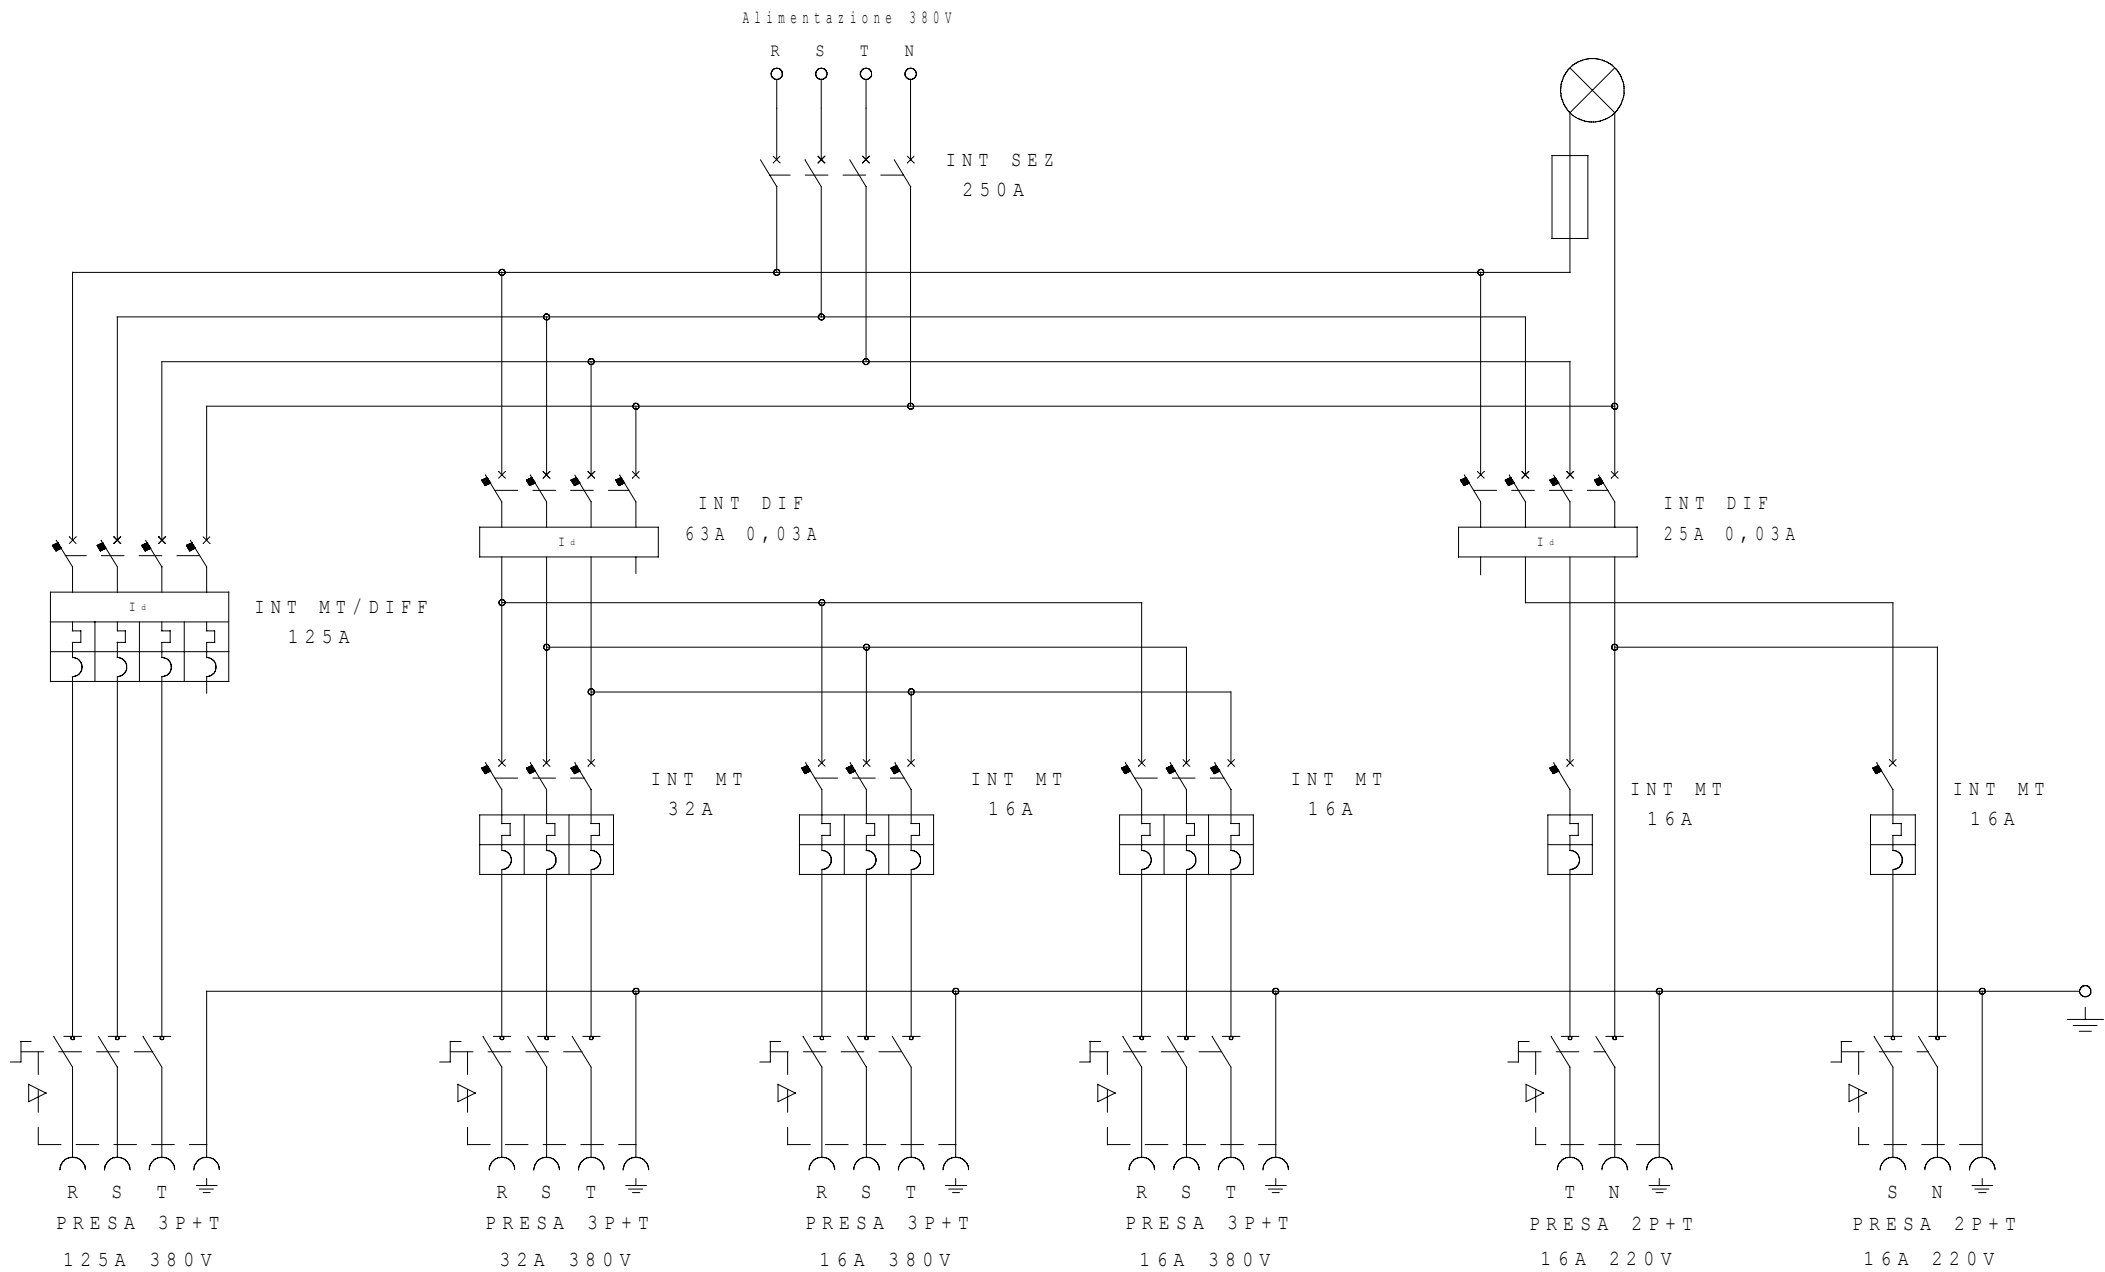 Alimentazione 380V
R S T N
INT SEZ
250A
INT DIF
63A 0,03A
INT DIF
25A 0,03A
Id
Id
Id
INT MT/DIFF
125A
INT MT
32A
INT MT
16A
INT MT
16A
INT MT
16A
INT MT
16A
R S T
PRESA 3P+T
125A 380V
R S T
PRESA 3P+T
32A 380V
R S T
PRESA 3P+T
16A 380V
R S T
PRESA 3P+T
16A 380V
T N
PRESA 2P+T
16A 220V
S N
PRESA 2P+T
16A 220V